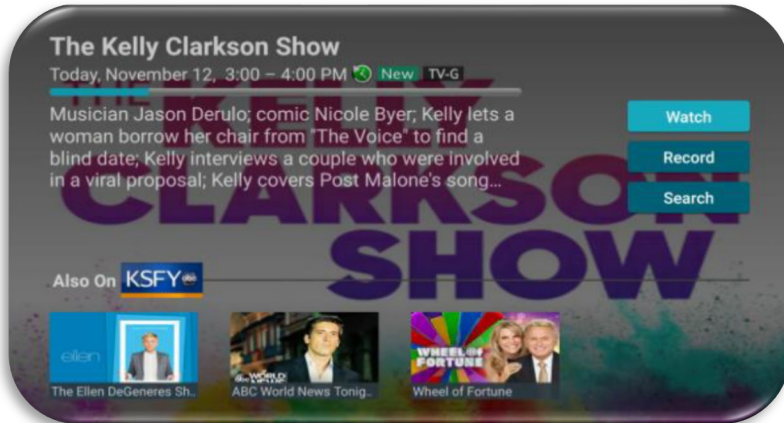 The Kelly Clarkson Show
Today, November 12, 3:00 – 4:00 PM New TV-G
Musician Jason Derulo; comic Nicole Byer; Kelly lets a
woman borrow her chair from "The Voice" to find a
blind date; Kelly interviews a couple who were involved
in a viral proposal; Kelly covers Post Malone's song...
Watch
Record
Search
THE
KELLY
CLARKSON
SHOW
Also On KSFY abc
ellen
WORLD
NEWS
WHEEL OF
FORTUNE
The Ellen DeGeneres Sh..
ABC World News Tonig..
Wheel of Fortune